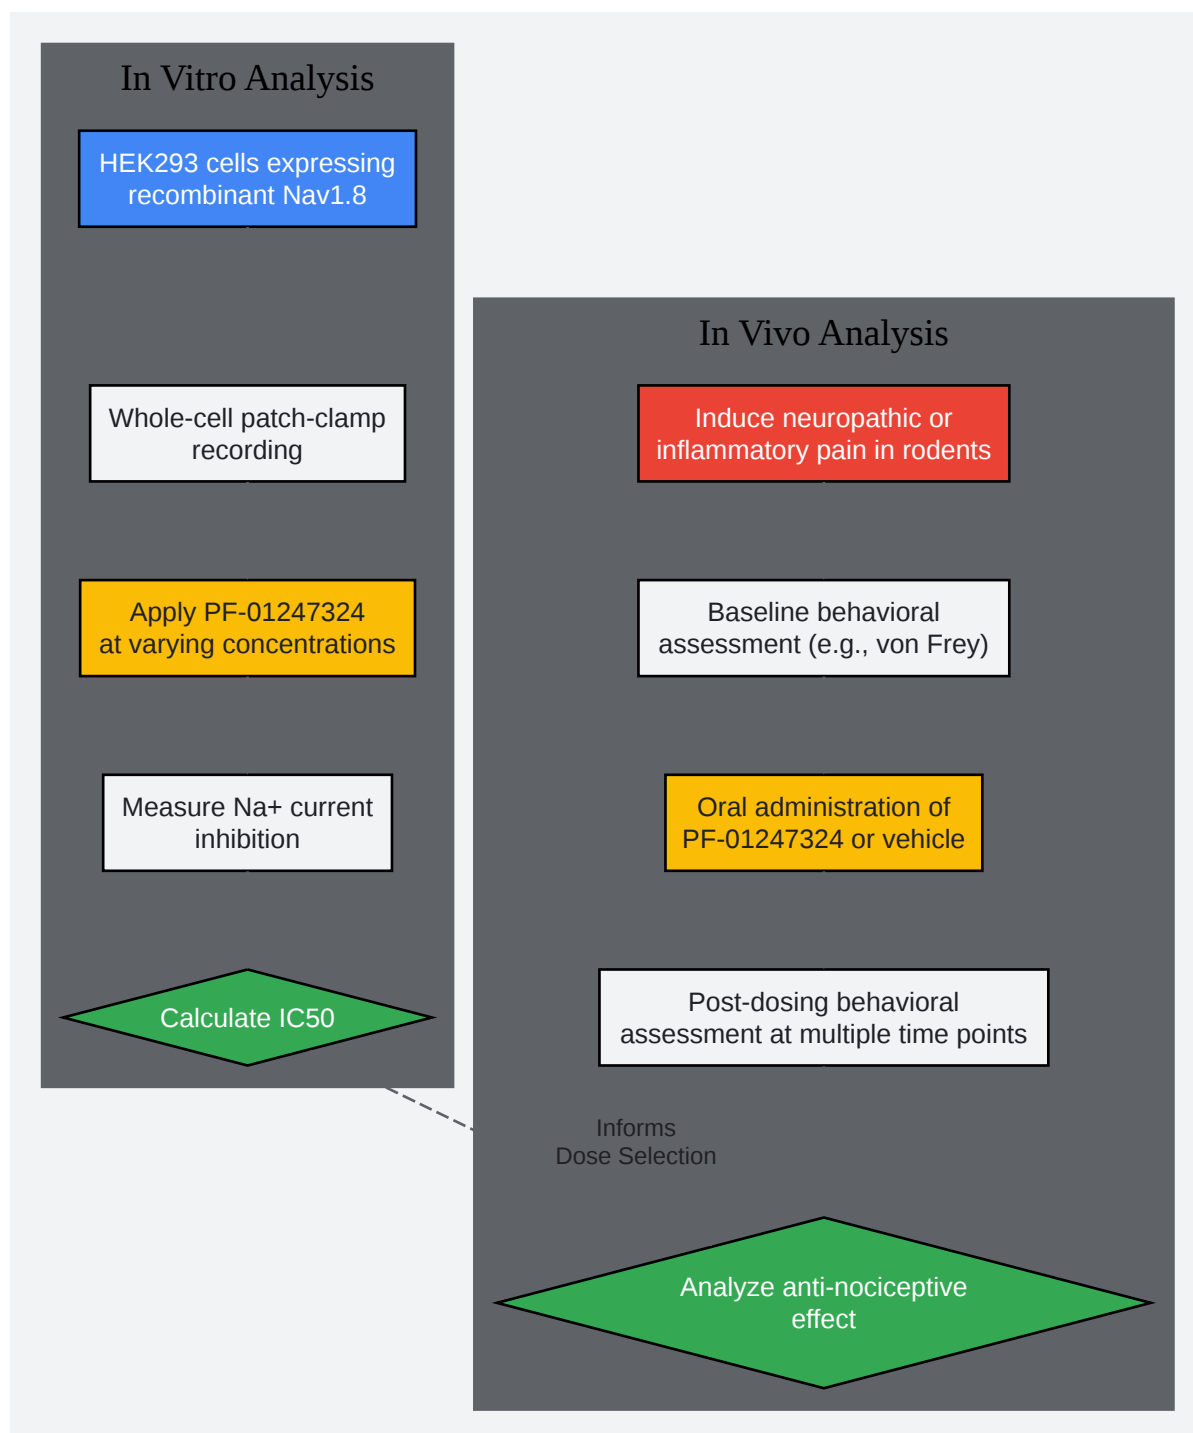 In Vitro Analysis
HEK293 cells expressing
recombinant Nav1.8
Whole-cell patch-clamp
recording
Apply PF-01247324
at varying concentrations
Measure Na+ current
inhibition
Calculate IC50
In Vivo Analysis
Induce neuropathic or
inflammatory pain in rodents
Baseline behavioral
assessment (e.g., von Frey)
Oral administration of
PF-01247324 or vehicle
Post-dosing behavioral
assessment at multiple time points
Informs
Dose Selection
Analyze anti-nociceptive
effect